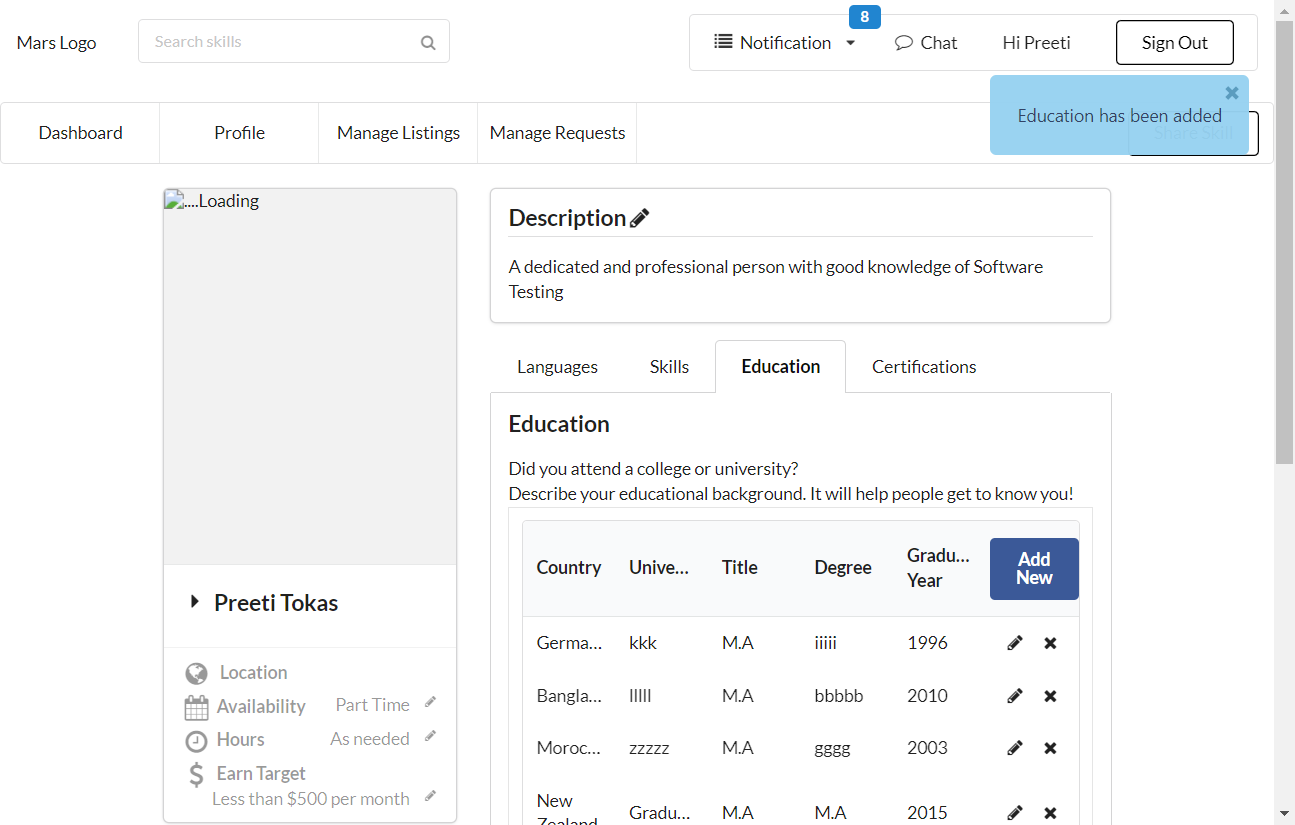 8
Mars Logo
Search skills
Notification
Chat
Hi Preeti
Sign Out
Education has been added
Dashboard
Profile
Manage Listings
Manage Requests
Share Skill
....Loading
Description
A dedicated and professional person with good knowledge of Software
Testing
Languages
Skills
Education
Certifications
Education
Did you attend a college or university?
Describe your educational background. It will help people get to know you!
Country
Unive...
Title
Degree
Gradu...
Year
Add
New
Germa... kkk M.A iiiii 1996
Bangla... lllll M.A bbbbb 2010
Moroc... zzzzz M.A gggg 2003
New
Zealand Gradu... M.A M.A 2015
Preeti Tokas
Location
Availability Part Time
Hours As needed
Earn Target
Less than $500 per month